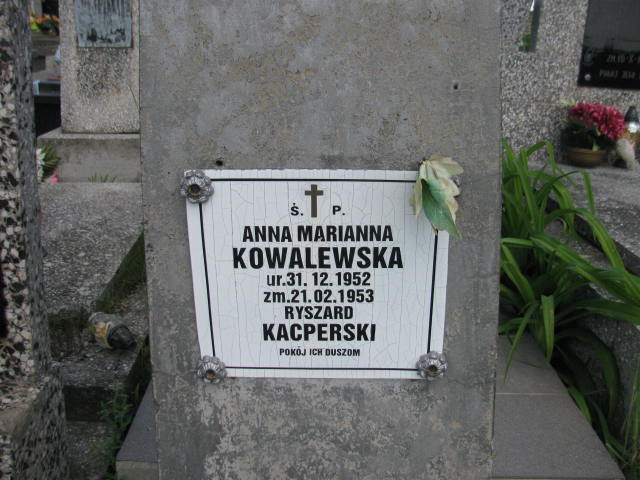 Ś. P.
ANNA MARIANNA
KOWALEWSKA
ur.31. 12. 1952
zm.21. 02. 1953
RYSZARD
KACPERSKI
POKÓJ ICH DUSZOM